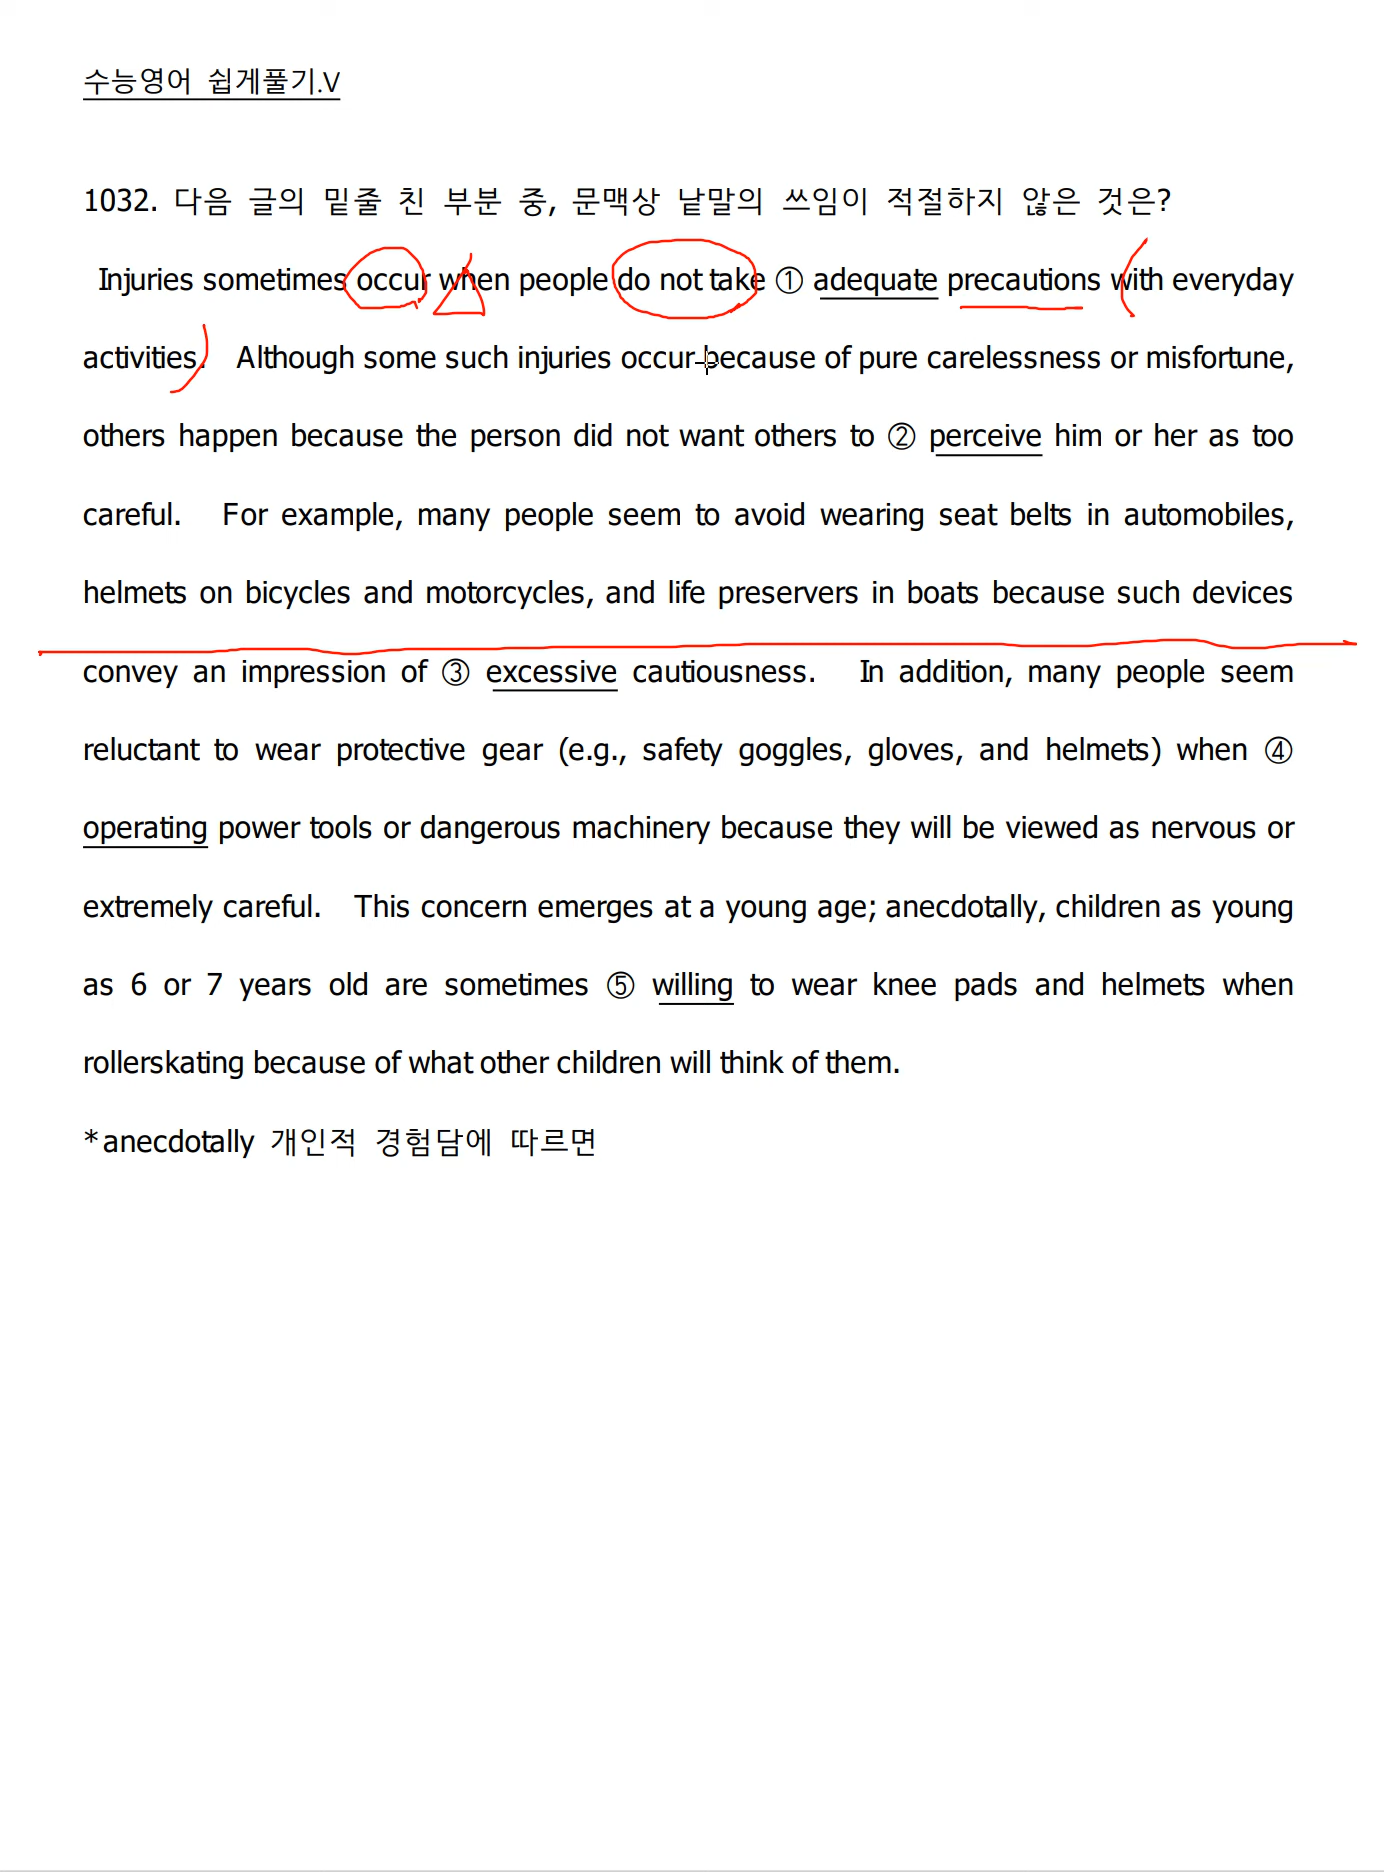 수능영어 쉽게풀기.V
1032. 다음 글의 밑줄 친 부분 중, 문맥상 낱말의 쓰임이 적절하지 않은 것은?
Injuries sometimes occur when people do not take ① adequate precautions with everyday
activities. Although some such injuries occur because of pure carelessness or misfortune,
others happen because the person did not want others to ② perceive him or her as too
careful. For example, many people seem to avoid wearing seat belts in automobiles,
helmets on bicycles and motorcycles, and life preservers in boats because such devices
convey an impression of ③ excessive cautiousness. In addition, many people seem
reluctant to wear protective gear (e.g., safety goggles, gloves, and helmets) when ④
operating power tools or dangerous machinery because they will be viewed as nervous or
extremely careful. This concern emerges at a young age; anecdotally, children as young
as 6 or 7 years old are sometimes ⑤ willing to wear knee pads and helmets when
rollerskating because of what other children will think of them.
*anecdotally 개인적 경험담에 따르면